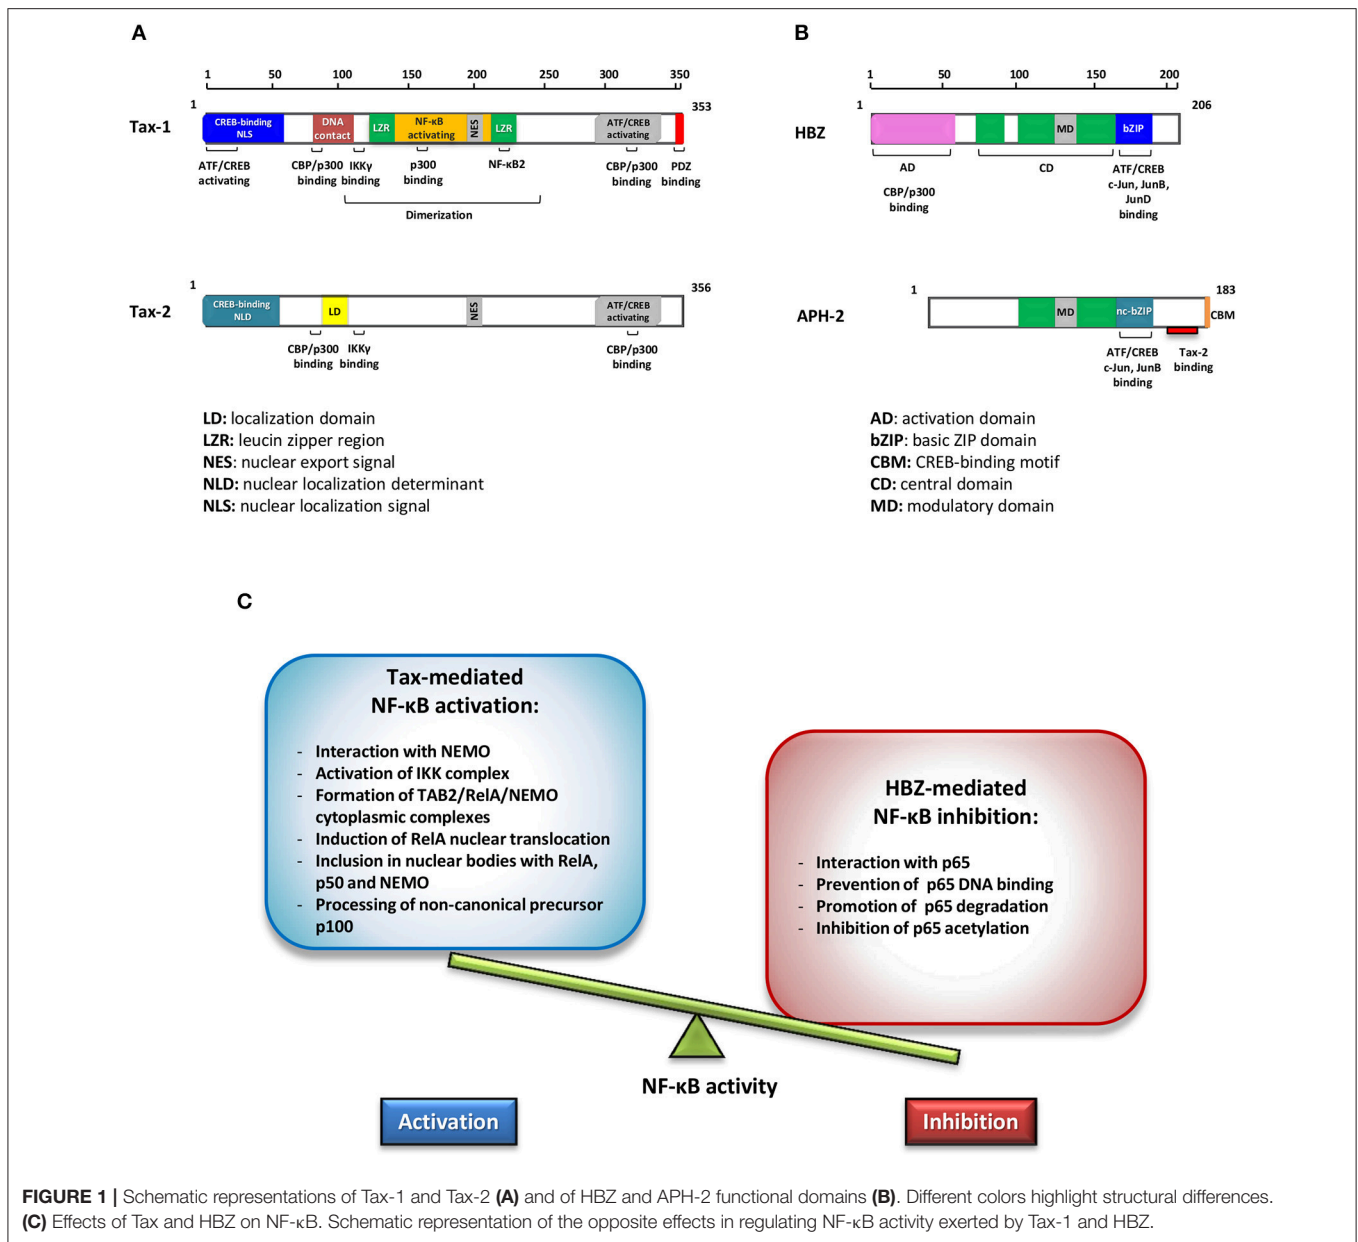 A
1 50 100 150 200 250 300 350
1 353
Tax-1
CREB-binding
NLS
DNA
contact
LZR
NF-κB
activating
NES
LZR
ATF/CREB
activating
ATF/CREB
activating
CBP/p300
binding
IKKγ
binding
p300
binding
NF-κB2
CBP/p300
binding
PDZ
binding
Dimerization
1 356
Tax-2
CREB-binding
NLD
LD
NES
ATF/CREB
activating
CBP/p300
binding
IKKγ
binding
CBP/p300
binding
LD: localization domain
LZR: leucin zipper region
NES: nuclear export signal
NLD: nuclear localization determinant
NLS: nuclear localization signal
B
1 50 100 150 200
1 206
HBZ
MD
bZIP
AD
CBP/p300
binding
CD
ATF/CREB
c-Jun, JunB,
JunD
binding
1 183
APH-2
MD
nc-bZIP
CBM
ATF/CREB
c-Jun, JunB
binding
Tax-2
binding
AD: activation domain
bZIP: basic ZIP domain
CBM: CREB-binding motif
CD: central domain
MD: modulatory domain
C
Tax-mediated
NF-κB activation:
- Interaction with NEMO
- Activation of IKK complex
- Formation of TAB2/RelA/NEMO
cytoplasmic complexes
- Induction of RelA nuclear translocation
- Inclusion in nuclear bodies with RelA,
p50 and NEMO
- Processing of non-canonical precursor
p100
HBZ-mediated
NF-κB inhibition:
- Interaction with p65
- Prevention of p65 DNA binding
- Promotion of p65 degradation
- Inhibition of p65 acetylation
NF-κB activity
Activation
Inhibition
FIGURE 1 | Schematic representations of Tax-1 and Tax-2 (A) and of HBZ and APH-2 functional domains (B). Different colors highlight structural differences.
(C) Effects of Tax and HBZ on NF-κB. Schematic representation of the opposite effects in regulating NF-κB activity exerted by Tax-1 and HBZ.